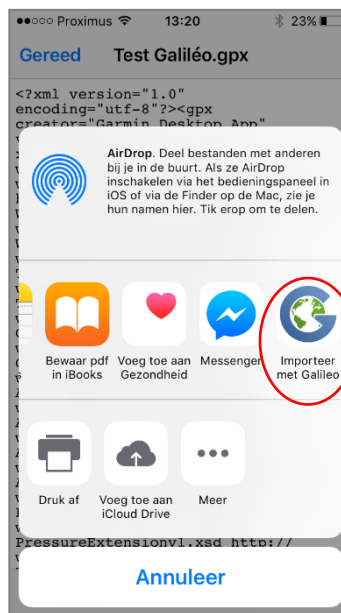 Proximus 13:20 23%
Gereed Test Galiléo.gpx
<?xml version="1.0"
encoding="utf-8"?><gpx
creator="Garmin Desktop App"
AirDrop. Deel bestanden met anderen
bij je in de buurt. Als ze AirDrop
inschakelen via het bedieningspaneel in
iOS of via de Finder op de Mac, zie je
hun namen hier. Tik erop om te delen.
Bewaar pdf
in iBooks
Voeg toe aan
Gezondheid
Messenger
Importeer
met Galileo
Druk af
Voeg toe aan
iCloud Drive
Meer
PressureExtensionv1.xsd http://
Annuleer